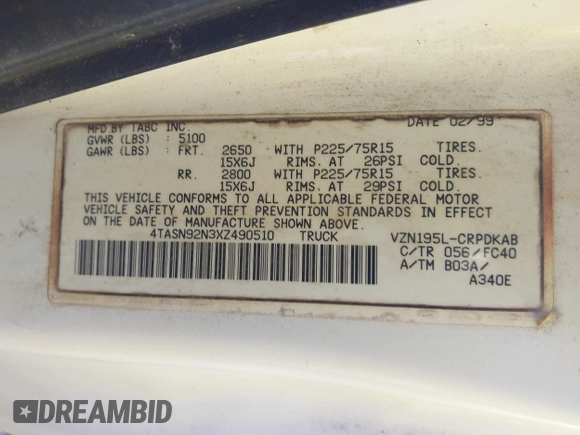 MFD.BY TABC INC. DATE 02/99
GVWR (LBS) : 5100
GAWR (LBS) : FRT. 2650 WITH P225/75R15 TIRES.
15X6J RIMS. AT 26PSI COLD.
RR. 2800 WITH P225/75R15 TIRES.
15X6J RIMS. AT 29PSI COLD.
THIS VEHICLE CONFORMS TO ALL APPLICABLE FEDERAL MOTOR
VEHICLE SAFETY AND THEFT PREVENTION STANDARDS IN EFFECT
ON THE DATE OF MANUFACTURE SHOWN ABOVE.
4TASN92N3XZ490510 TRUCK VZN195L-CRPDKAB
C/TR 056/FC40
A/TM B03A/
A340E
DREAMBID